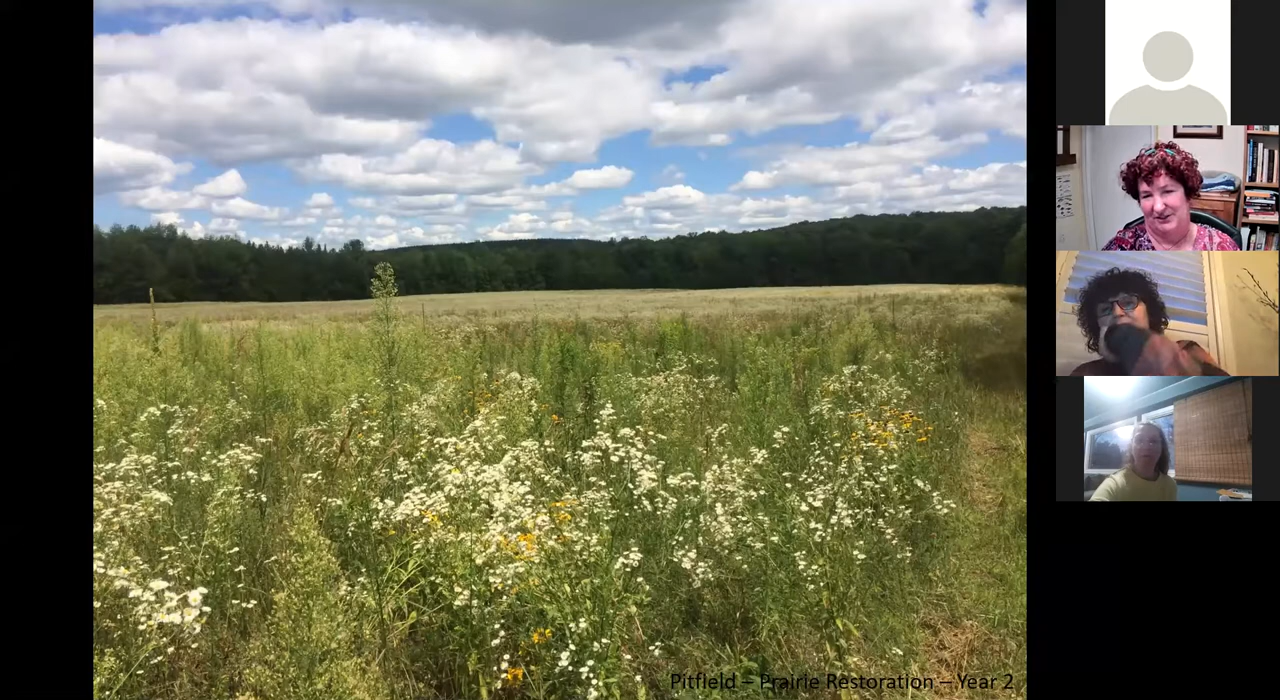 Pitfield – Prairie Restoration – Year 2